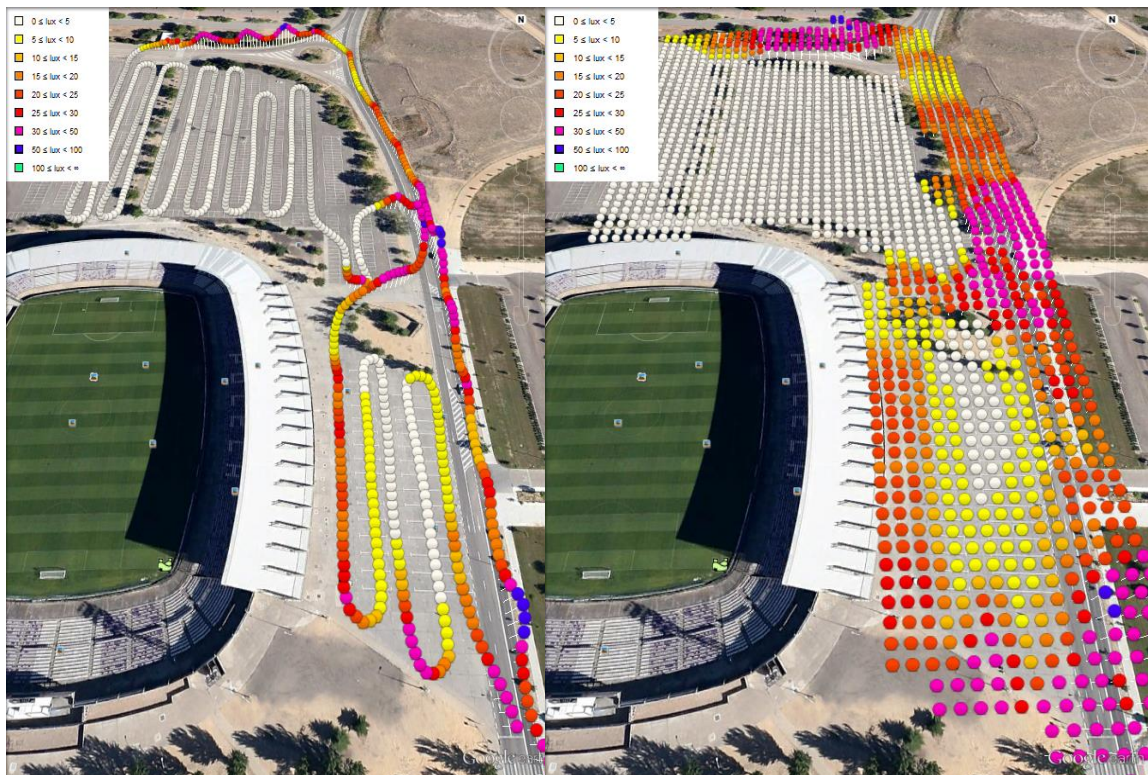 0 ≤ lux < 5
5 ≤ lux < 10
10 ≤ lux < 15
15 ≤ lux < 20
20 ≤ lux < 25
25 ≤ lux < 30
30 ≤ lux < 50
50 ≤ lux < 100
100 ≤ lux < ∞
N
0 ≤ lux < 5
5 ≤ lux < 10
10 ≤ lux < 15
15 ≤ lux < 20
20 ≤ lux < 25
25 ≤ lux < 30
30 ≤ lux < 50
50 ≤ lux < 100
100 ≤ lux < ∞
N